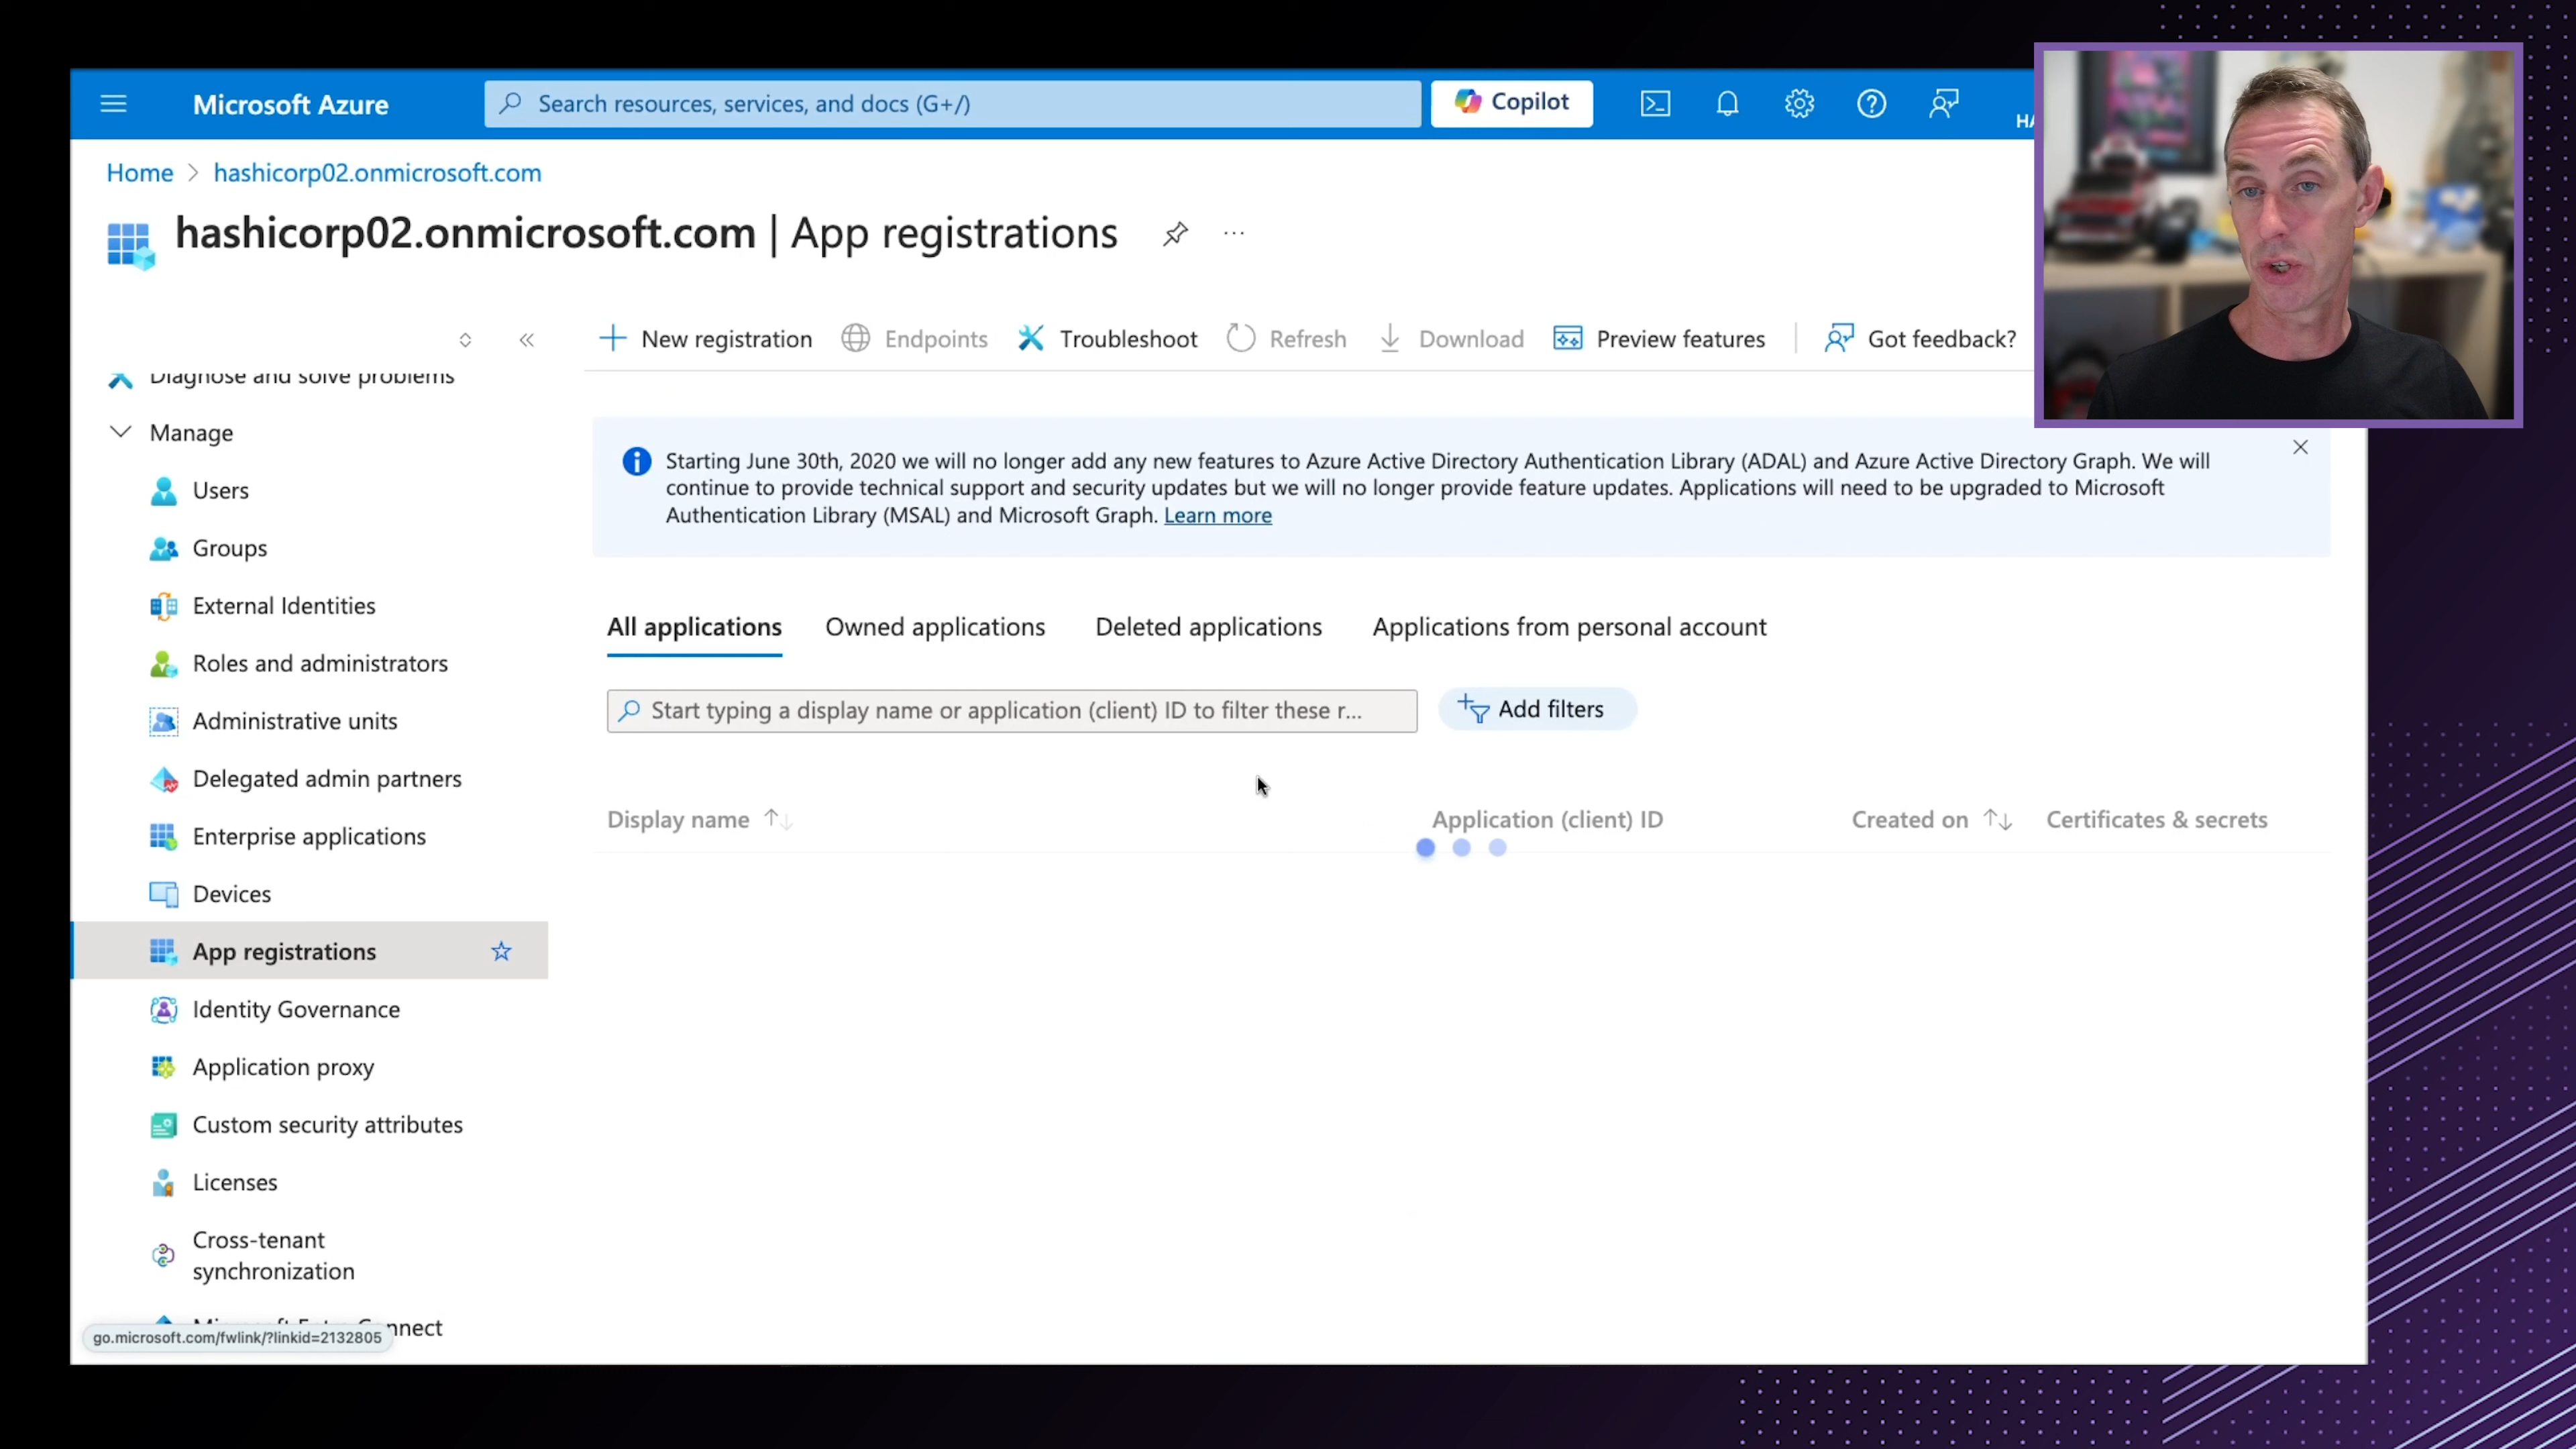 Microsoft Azure
Search resources, services, and docs (G+/)
Copilot
HA
Home > hashicorp02.onmicrosoft.com
hashicorp02.onmicrosoft.com | App registrations
New registration
Endpoints
Troubleshoot
Refresh
Download
Preview features
Got feedback?
Diagnose and solve problems
Manage
Users
Groups
External Identities
Roles and administrators
Administrative units
Delegated admin partners
Enterprise applications
Devices
App registrations
Identity Governance
Application proxy
Custom security attributes
Licenses
Cross-tenant
synchronization
nnect
go.microsoft.com/fwlink/?linkid=2132805
Starting June 30th, 2020 we will no longer add any new features to Azure Active Directory Authentication Library (ADAL) and Azure Active Directory Graph. We will
continue to provide technical support and security updates but we will no longer provide feature updates. Applications will need to be upgraded to Microsoft
Authentication Library (MSAL) and Microsoft Graph. Learn more
All applications
Owned applications
Deleted applications
Applications from personal account
Start typing a display name or application (client) ID to filter these r...
Add filters
Display name
Application (client) ID
Created on
Certificates & secrets